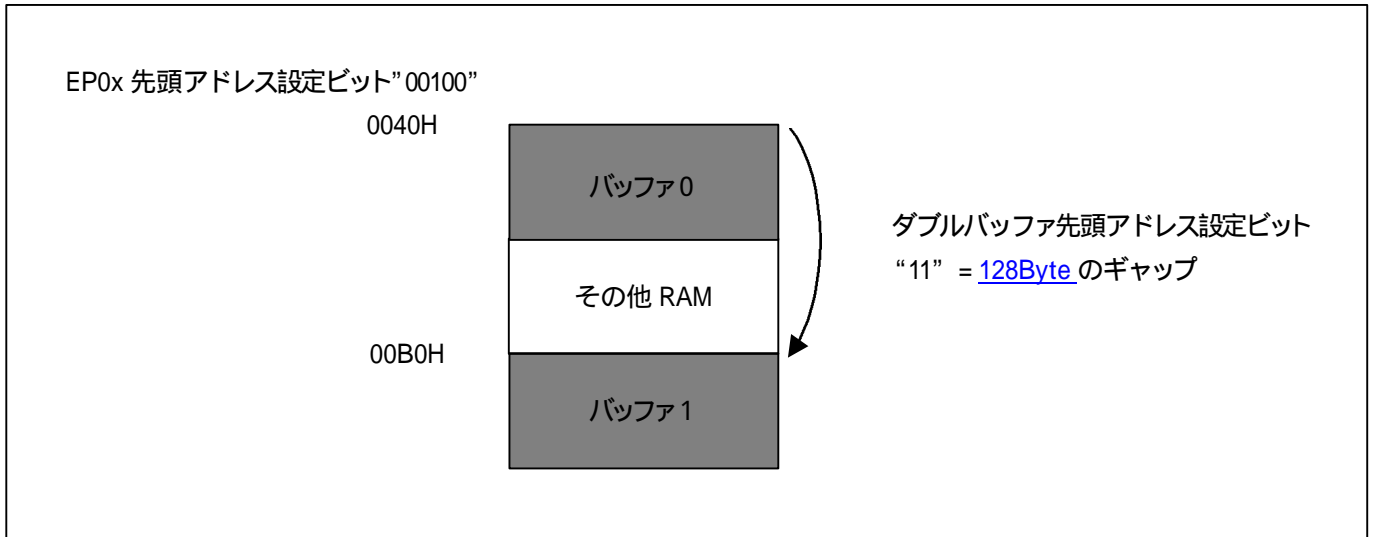 EP0x 先頭アドレス設定ビット”00100”
0040H
バッファ0
ダブルバッファ先頭アドレス設定ビット
“11” = 128Byte のギャップ
その他 RAM
00B0H
バッファ1